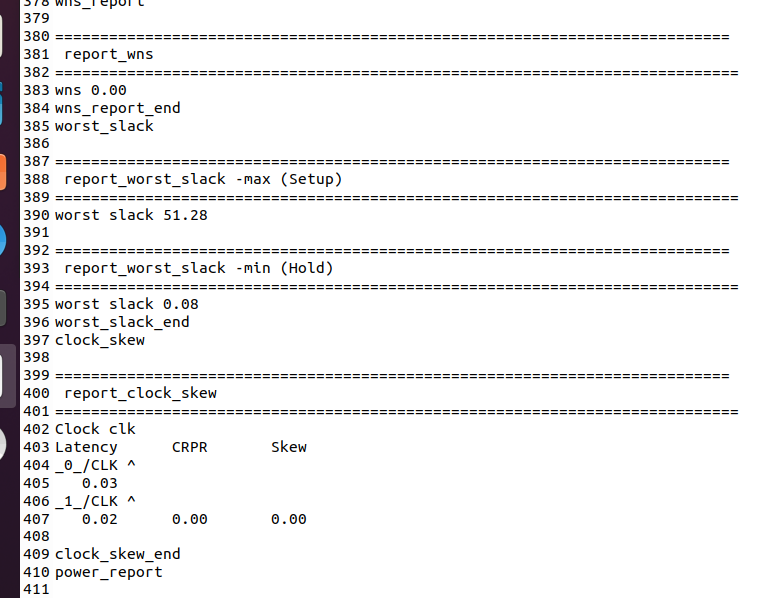 378 wns_report
379
380 ===========================================================================
381  report_wns
382 ============================================================================
383 wns 0.00
384 wns_report_end
385 worst_slack
386
387 ===========================================================================
388  report_worst_slack -max (Setup)
389 ============================================================================
390 worst slack 51.28
391
392 ===========================================================================
393  report_worst_slack -min (Hold)
394 ============================================================================
395 worst slack 0.08
396 worst_slack_end
397 clock_skew
398
399 ===========================================================================
400  report_clock_skew
401 ============================================================================
402 Clock clk
403 Latency      CRPR       Skew
404 _0_/CLK ^
405    0.03
406 _1_/CLK ^
407    0.02      0.00       0.00
408
409 clock_skew_end
410 power_report
411